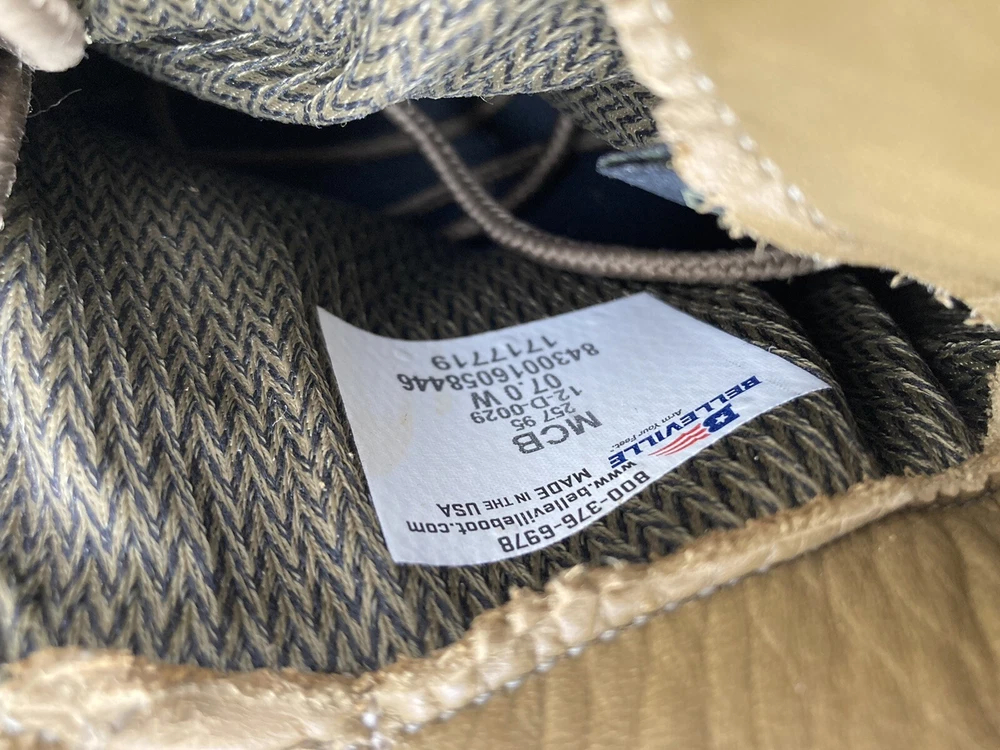 800-376-6978
www.bellevilleboot.com
MADE IN THE USA
BELLEVILLE
Arm Your Feet.
MCB
257 95
12-D-0029
07.0 W
8430016058446
1717719